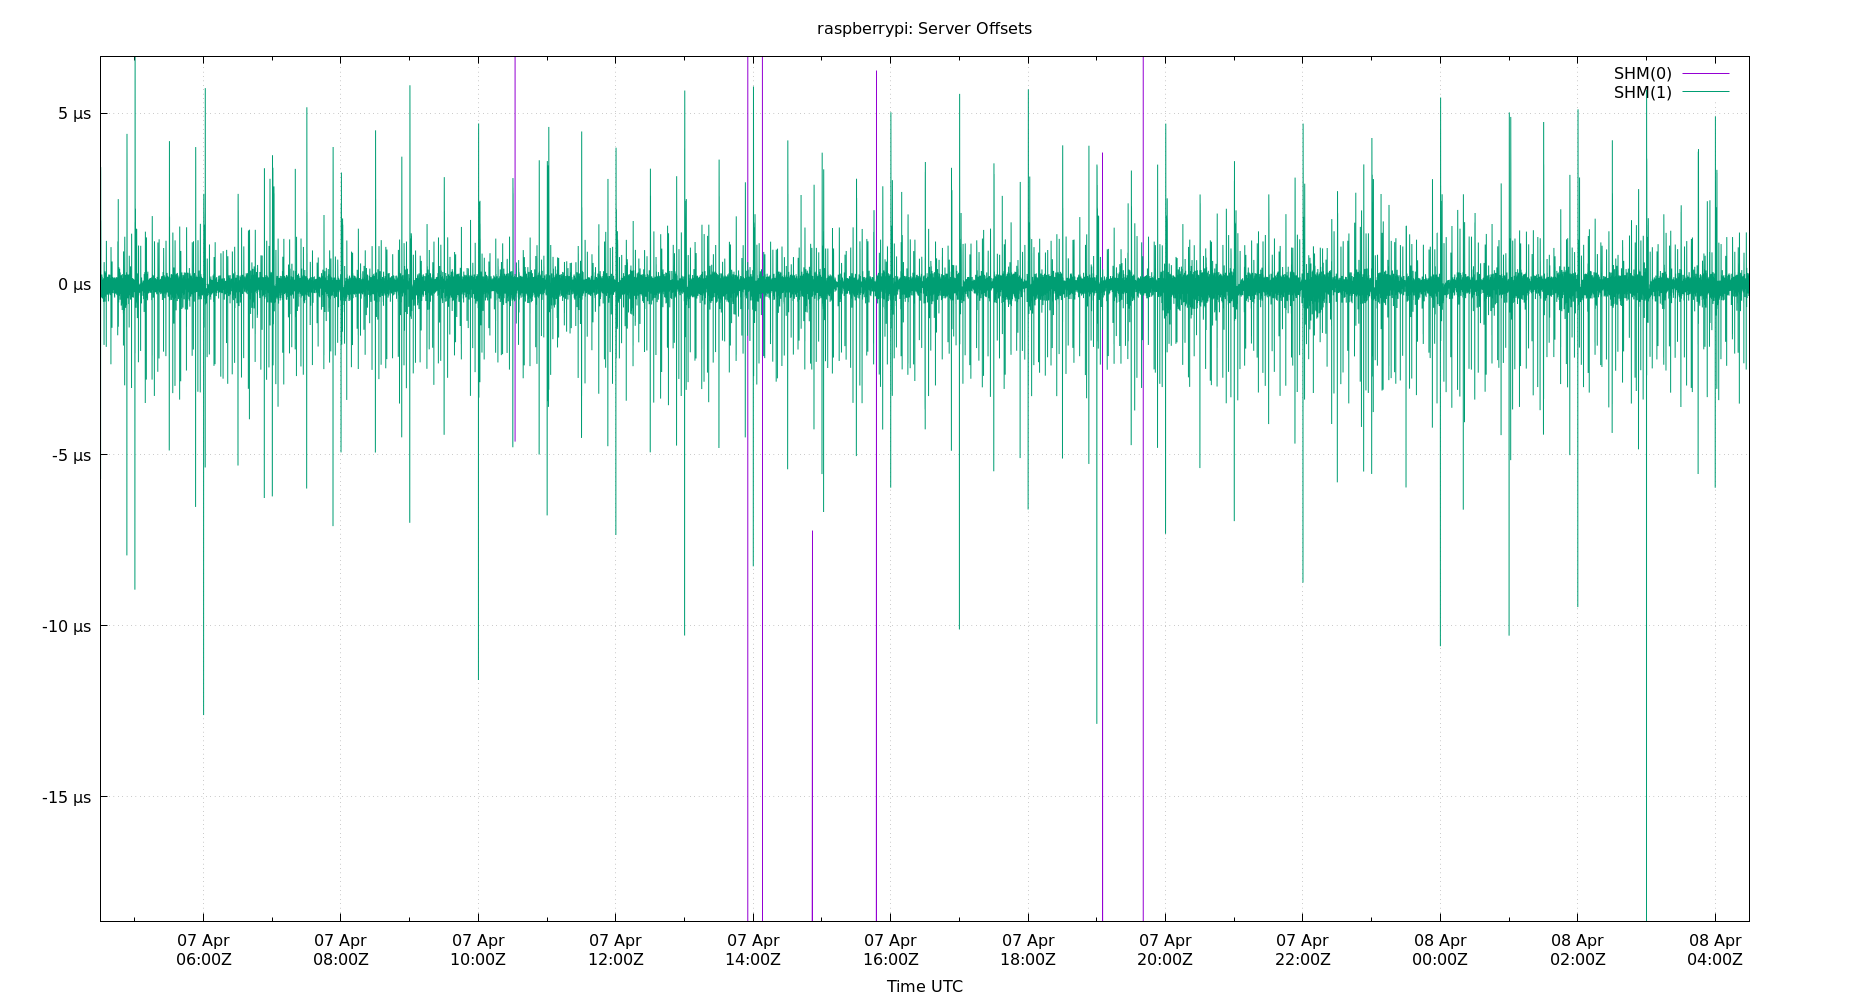 raspberrypi: Server Offsets
SHM(0)
SHM(1)
5 µs
0 µs
-5 µs
-10 µs
-15 µs
07 Apr 07 Apr 07 Apr 07 Apr 07 Apr 07 Apr 07 Apr 07 Apr 07 Apr 08 Apr 08 Apr 08 Apr
06:00Z 08:00Z 10:00Z 12:00Z 14:00Z 16:00Z 18:00Z 20:00Z 22:00Z 00:00Z 02:00Z 04:00Z
Time UTC